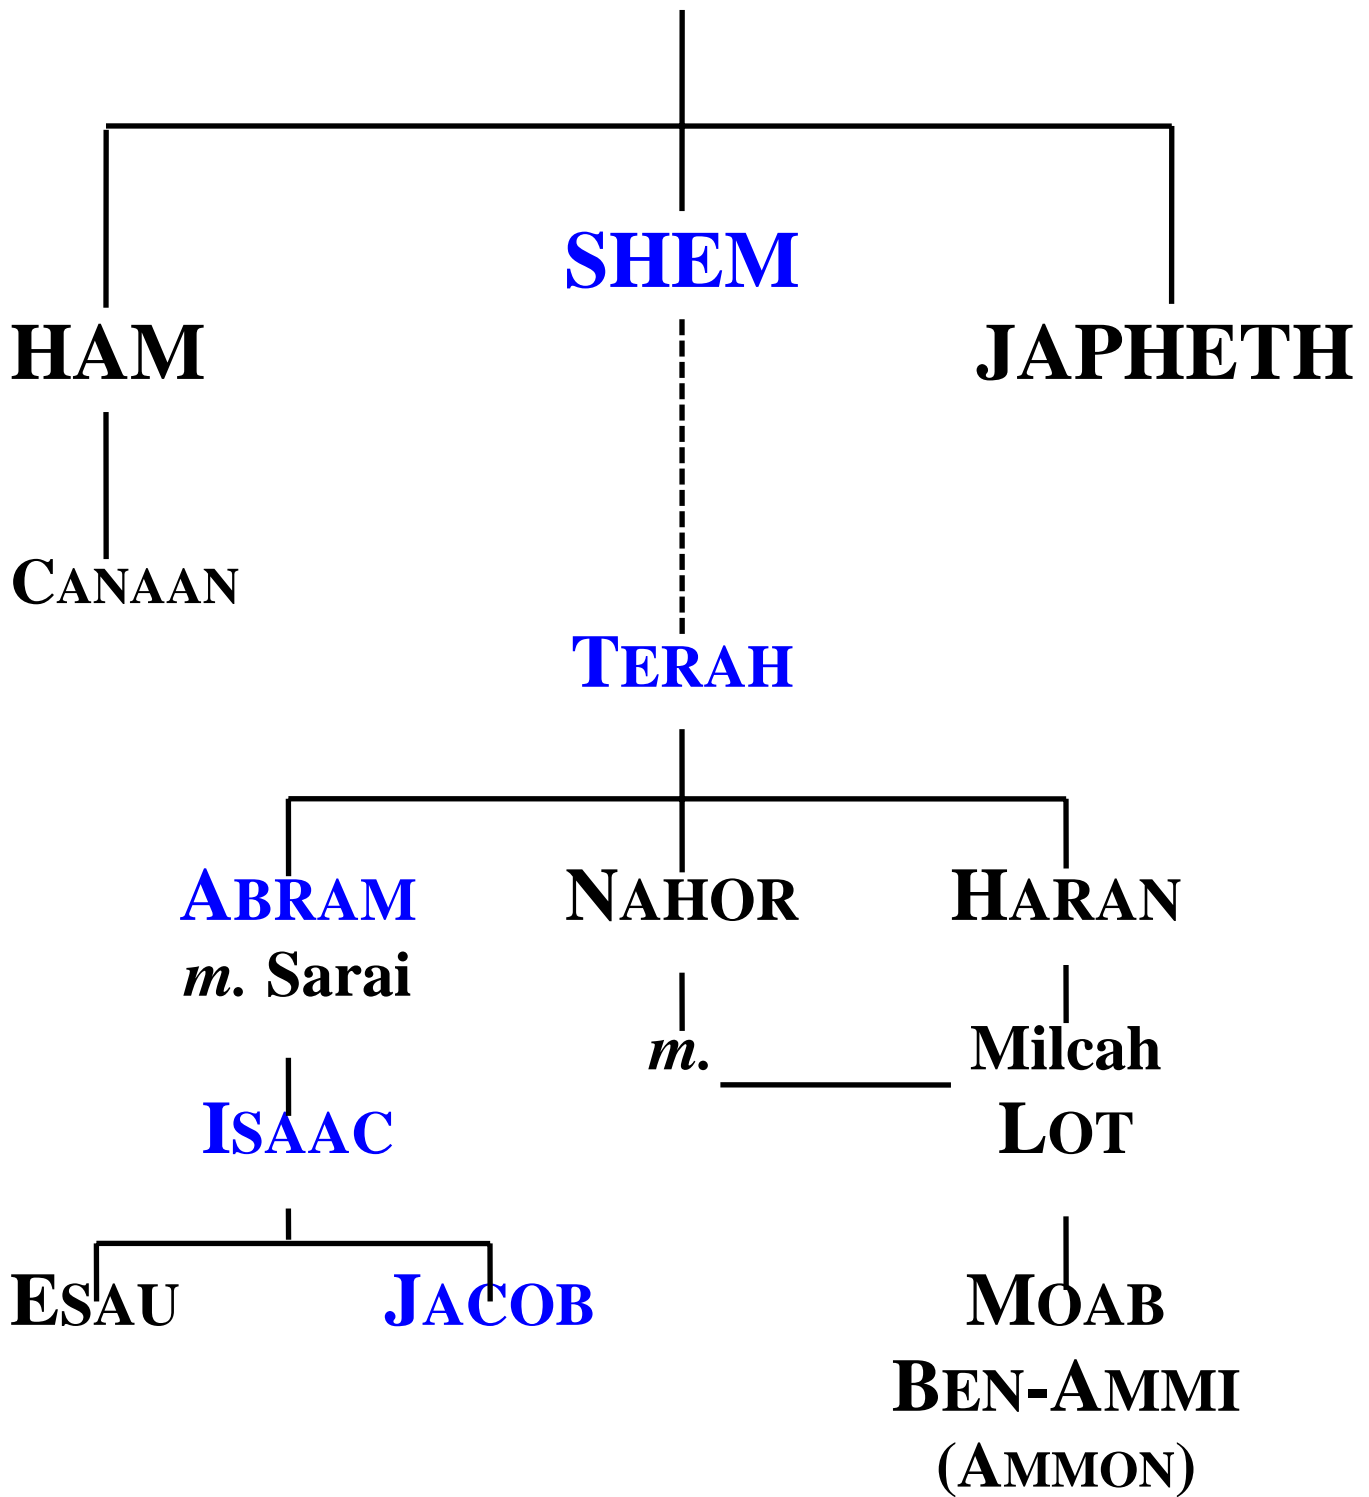 SHEM
HAM
JAPHETH
CANAAN
TERAH
ABRAM
NAHOR
HARAN
m. Sarai
m.
Milcah
ISAAC
LOT
ESAU
JACOB
MOAB
BEN-AMMI
(AMMON)